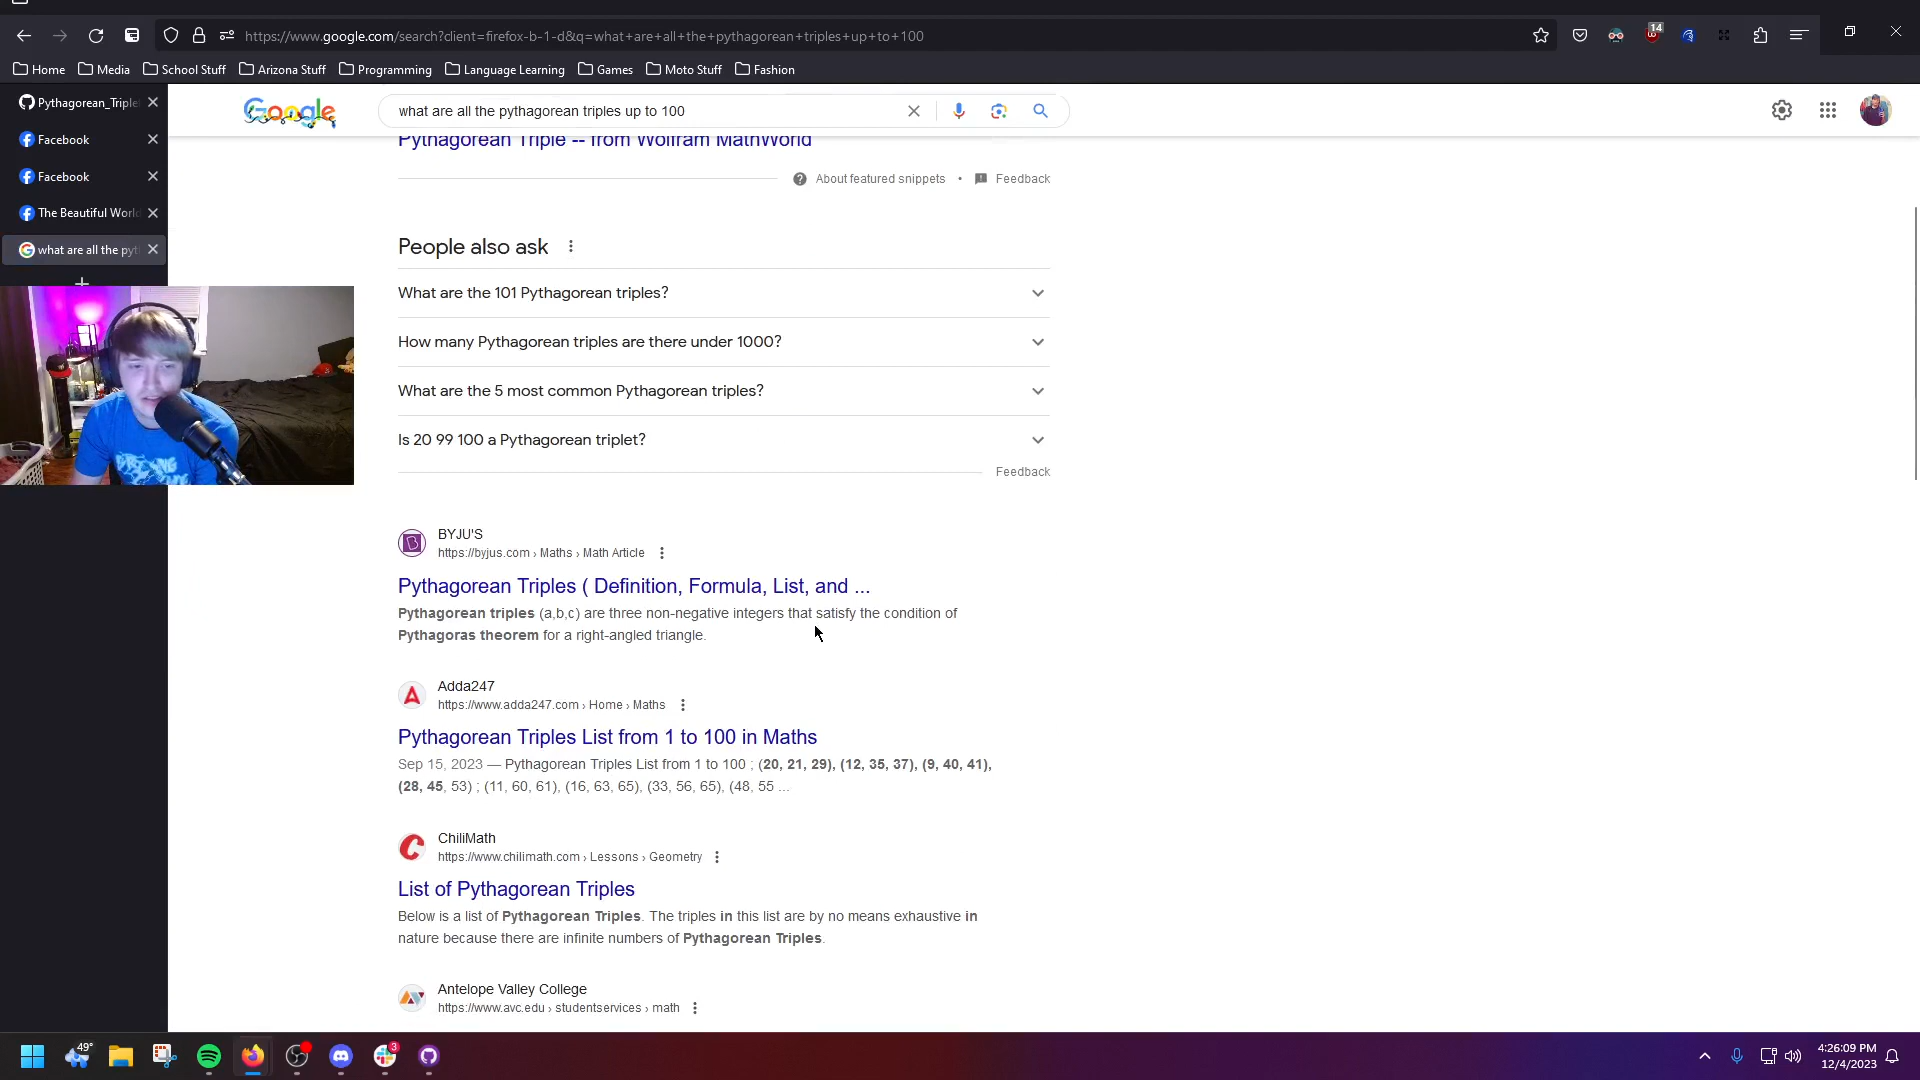 https://www.google.com/search?client=firefox-b-1-d&q=what+are+all+the+pythagorean+triples+up+to+100
14
Home
Media
School Stuff
Arizona Stuff
Programming
Language Learning
Games
Moto Stuff
Fashion
Pythagorean_Triple
Facebook
Facebook
The Beautiful World
what are all the pyt
Google
what are all the pythagorean triples up to 100
Pythagorean Triple -- from Wolfram MathWorld
About featured snippets • Feedback
People also ask
What are the 101 Pythagorean triples?
How many Pythagorean triples are there under 1000?
What are the 5 most common Pythagorean triples?
Is 20 99 100 a Pythagorean triplet?
Feedback
BYJU'S
https://byjus.com › Maths › Math Article
Pythagorean Triples ( Definition, Formula, List, and ...
Pythagorean triples (a,b,c) are three non-negative integers that satisfy the condition of
Pythagoras theorem for a right-angled triangle.
Adda247
https://www.adda247.com › Home › Maths
Pythagorean Triples List from 1 to 100 in Maths
Sep 15, 2023 — Pythagorean Triples List from 1 to 100 ; (20, 21, 29), (12, 35, 37), (9, 40, 41),
(28, 45, 53) ; (11, 60, 61), (16, 63, 65), (33, 56, 65), (48, 55 ...
ChiliMath
https://www.chilimath.com › Lessons › Geometry
List of Pythagorean Triples
Below is a list of Pythagorean Triples. The triples in this list are by no means exhaustive in
nature because there are infinite numbers of Pythagorean Triples.
Antelope Valley College
https://www.avc.edu › studentservices › math
49°
3
4:26:09 PM
12/4/2023